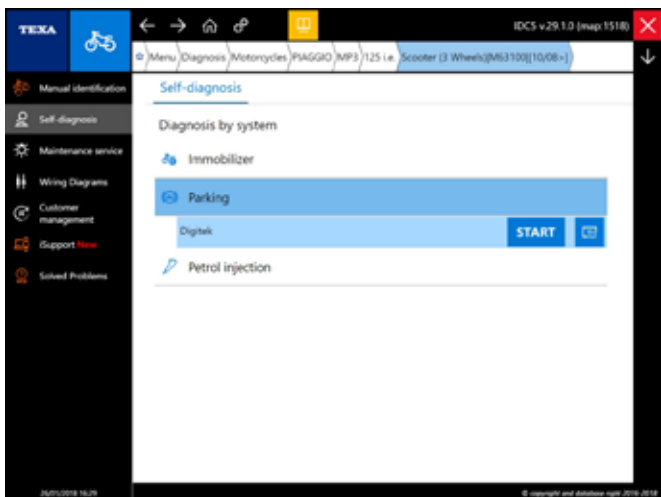 TEXA
IDC5 v.29.1.0 (map:1518)
Menu Diagnosis Motorcycles PIAGGIO MP3 125 i.e. Scooter (3 Wheels)[M63100][10/08>]
Manual identification
Self-diagnosis
Maintenance service
Wiring Diagrams
Customer
management
iSupport New
Solved Problems
Self-diagnosis
Diagnosis by system
Immobilizer
Parking
Digitek
START
Petrol injection
26/01/2018 16:29
© copyright and database right 2016-2018